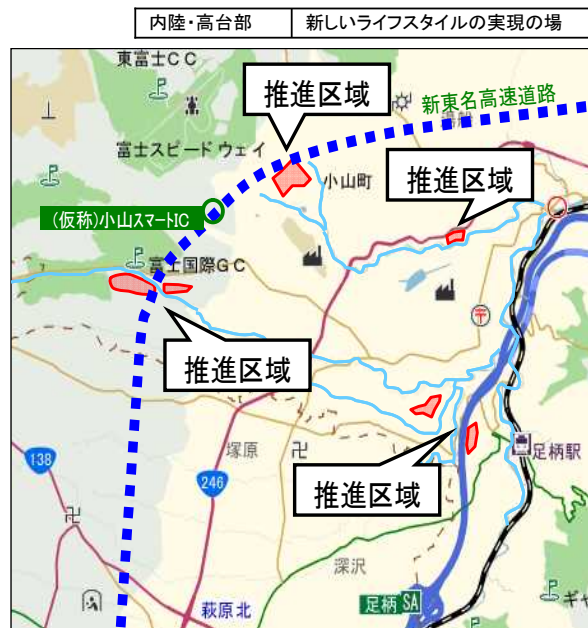 内陸・高台部 新しいライフスタイルの実現の場
東富士CC
推進区域
新東名高速道路
湯船
富士スピードウェイ
小山町
推進区域
(仮称)小山スマートIC
富士国際GC
推進区域
138
塚原
246
推進区域
足柄駅
深沢
萩原北
足柄SA
ギャ